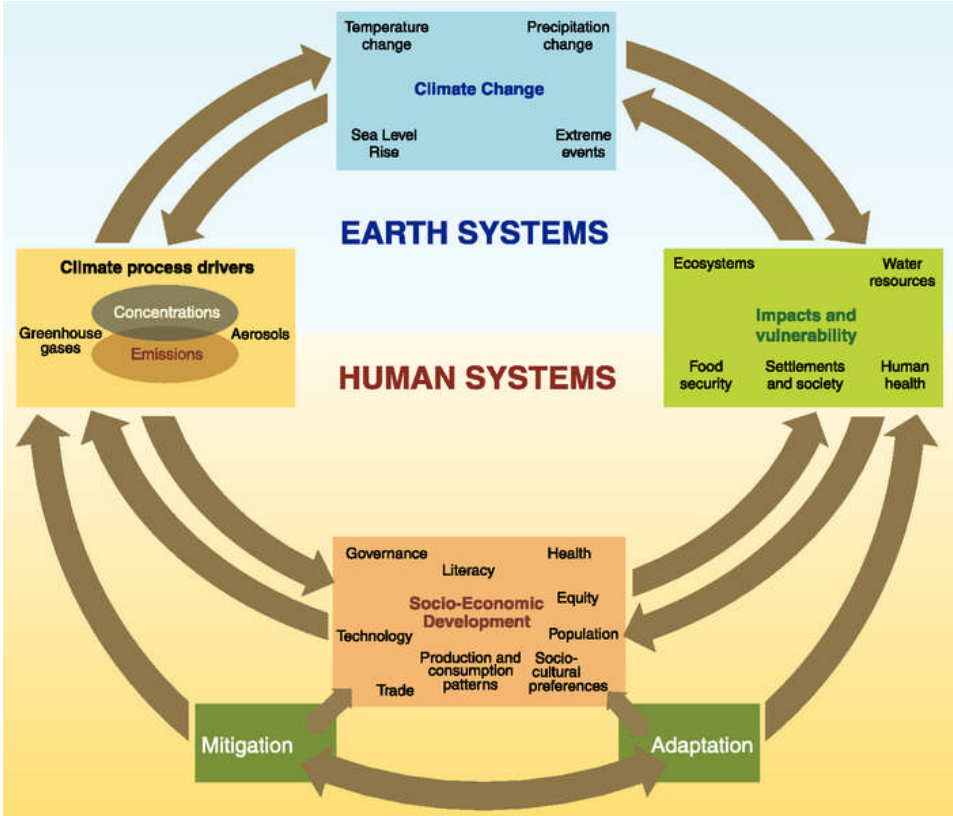 Temperature
change
Precipitation
change
Climate Change
Sea Level
Rise
Extreme
events
EARTH SYSTEMS
Climate process drivers
Concentrations
Greenhouse
gases
Aerosols
Emissions
Ecosystems
Water
resources
Impacts and
vulnerability
Food
security
Settlements
and society
Human
health
HUMAN SYSTEMS
Governance
Literacy
Health
Socio-Economic
Development
Equity
Technology
Population
Production and
consumption
patterns
Socio-
cultural
preferences
Trade
Mitigation
Adaptation